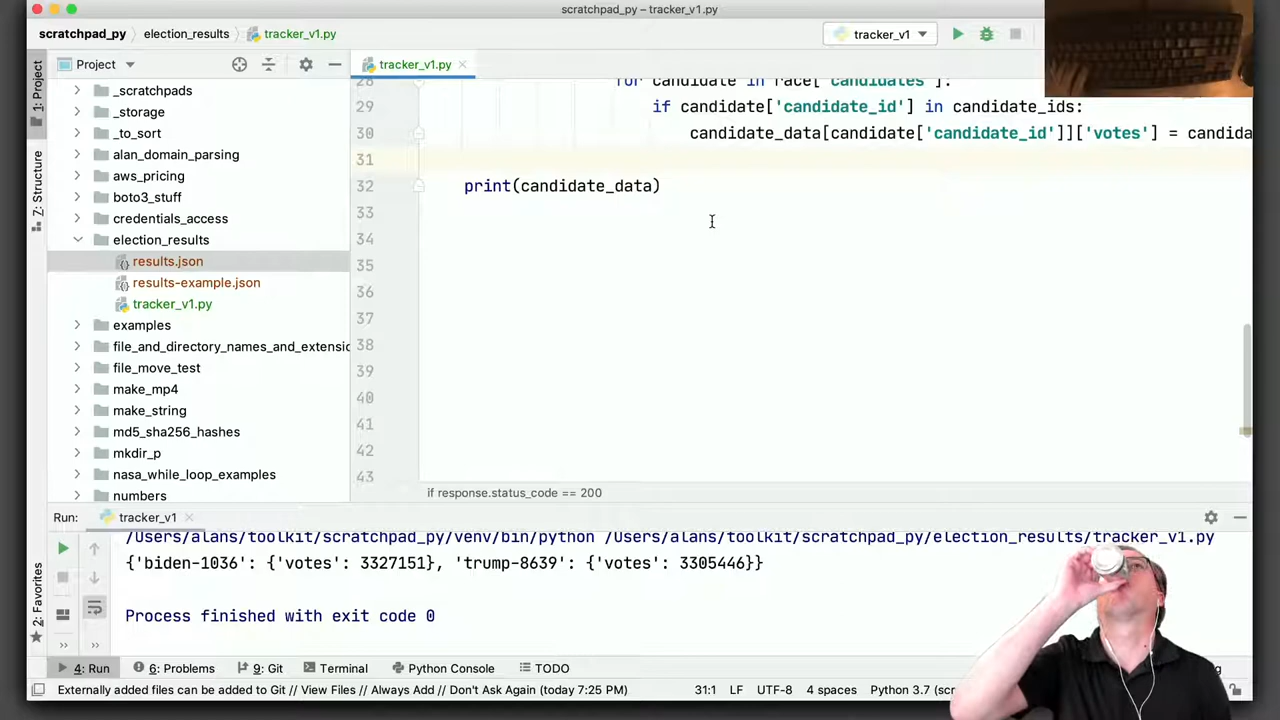 scratchpad_py – tracker_v1.py
scratchpad_py
election_results
tracker_v1.py
tracker_v1
1: Project
Z: Structure
2: Favorites
Project
_scratchpads
_storage
_to_sort
alan_domain_parsing
aws_pricing
boto3_stuff
credentials_access
election_results
results.json
results-example.json
tracker_v1.py
examples
file_and_directory_names_and_extensio
file_move_test
make_mp4
make_string
md5_sha256_hashes
mkdir_p
nasa_while_loop_examples
numbers
tracker_v1.py
28 for candidate in race['candidates']:
29 if candidate['candidate_id'] in candidate_ids:
30 candidate_data[candidate['candidate_id']]['votes'] = candida
31
32 print(candidate_data)
33
34
35
36
37
38
39
40
41
42
43
if response.status_code == 200
Run: tracker_v1
/Users/alans/toolkit/scratchpad_py/venv/bin/python /Users/alans/toolkit/scratchpad_py/election_results/tracker_v1.py
{'biden-1036': {'votes': 3327151}, 'trump-8639': {'votes': 3305446}}
Process finished with exit code 0
4: Run
6: Problems
9: Git
Terminal
Python Console
TODO
Externally added files can be added to Git // View Files // Always Add // Don't Ask Again (today 7:25 PM)
31:1
LF
UTF-8
4 spaces
Python 3.7 (scr